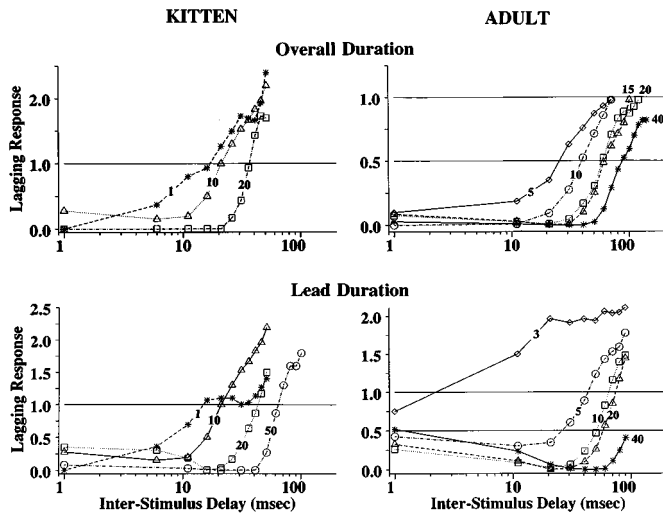 KITTEN ADULT
Overall Duration
Lagging Response
2.0
1.0
0.0
1
10
20
1 10 100
1.0
0.5
0.0
5
10
15 20
40
1 10 100
Lead Duration
Lagging Response
2.5
2.0
1.5
1.0
0.5
0.0
1
10
20
50
1 10 100
Inter-Stimulus Delay (msec)
2.0
1.0
0.5
0.0
3
5
10
20
40
1 10 100
Inter-Stimulus Delay (msec)